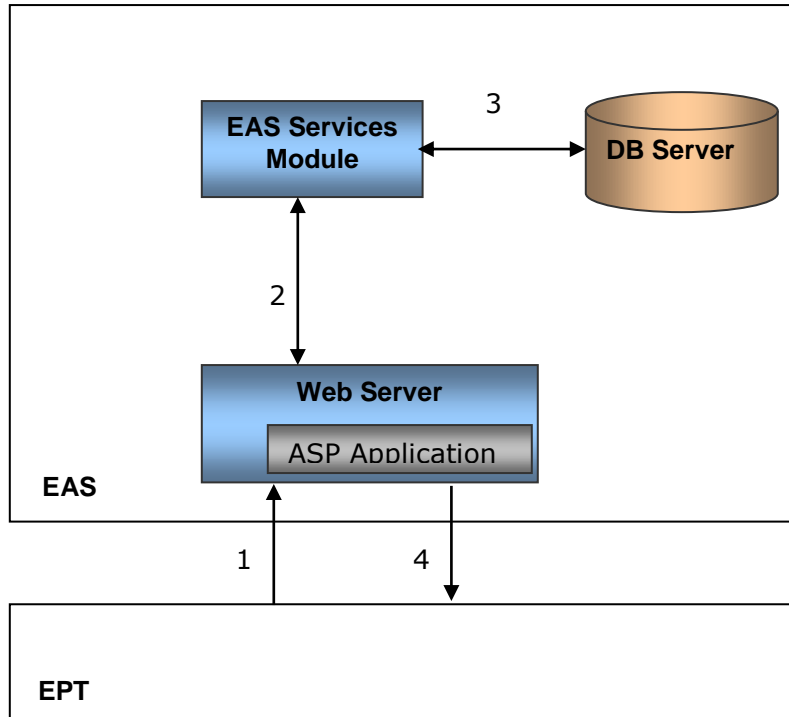 EAS Services
Module
3
DB Server
2
Web Server
ASP Application
EAS
1
4
EPT